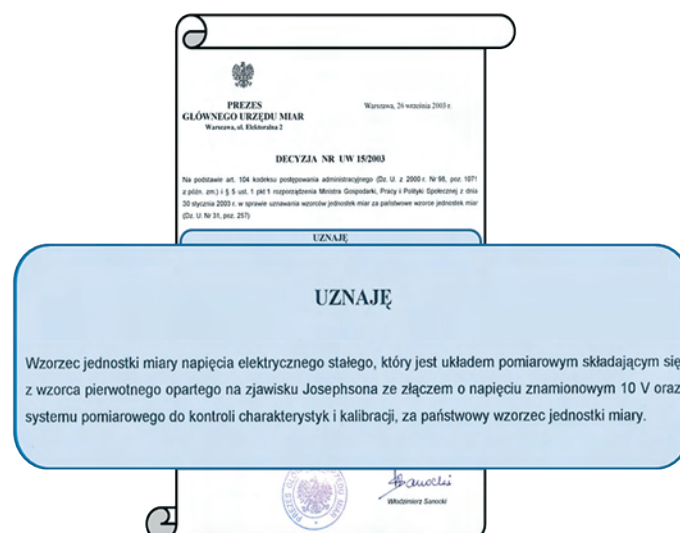 PREZES
GŁÓWNEGO URZĘDU MIAR
Warszawa, ul. Elektoralna 2
Warszawa, 26 września 2003 r.
DECYZJA NR UW 15/2003
Na podstawie art. 104 kodeksu postępowania administracyjnego (Dz. U. z 2000 r. Nr 98, poz. 1071
z późn. zm.) i § 5 ust. 1 pkt 1 rozporządzenia Ministra Gospodarki, Pracy i Polityki Społecznej z dnia
30 stycznia 2003 r. w sprawie uznawania wzorców jednostek miar za państwowe wzorce jednostek miar
(Dz. U. Nr 31, poz. 257)
UZNAJĘ
UZNAJĘ
Wzorzec jednostki miary napięcia elektrycznego stałego, który jest układem pomiarowym składającym się
z wzorca pierwotnego opartego na zjawisku Josephsona ze złączem o napięciu znamionowym 10 V oraz
systemu pomiarowego do kontroli charakterystyk i kalibracji, za państwowy wzorzec jednostki miary.
PREZES GŁÓWNEGO URZĘDU MIAR
Sanocki
Włodzimierz Sanocki